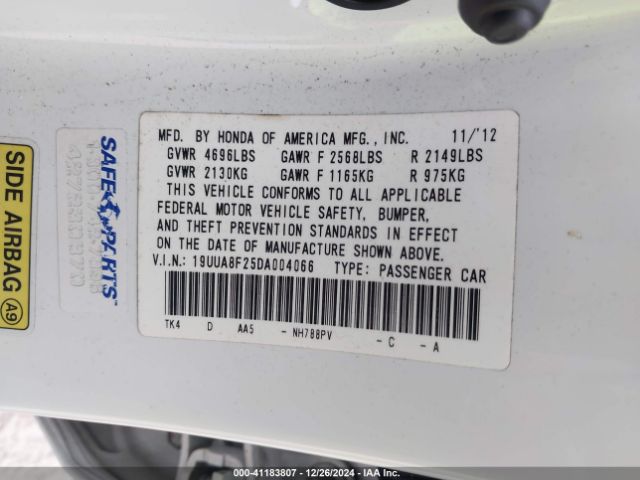 MFD. BY HONDA OF AMERICA MFG., INC. 11/'12
GVWR 4696LBS GAWR F 2568LBS R 2149LBS
GVWR 2130KG GAWR F 1165KG R 975KG
THIS VEHICLE CONFORMS TO ALL APPLICABLE
FEDERAL MOTOR VEHICLE SAFETY, BUMPER,
AND THEFT PREVENTION STANDARDS IN EFFECT
ON THE DATE OF MANUFACTURE SHOWN ABOVE.
V.I.N.: 19UUA8F25DA004066 TYPE: PASSENGER CAR
TK4 D AA5 - NH788PV - C - A
SIDE AIRBAG A9
SAFE PARTS
00-41183807 - 12/26/2024 - IAA Inc.